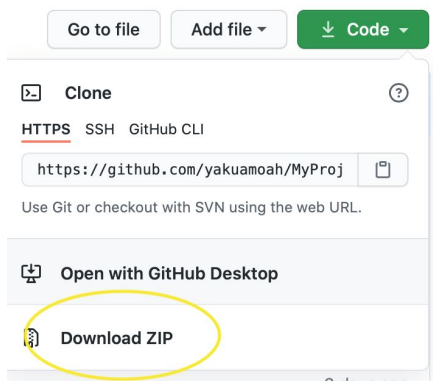 Go to file
Add file
Code
Clone
HTTPS SSH GitHub CLI
https://github.com/yakuamoah/MyProj
Use Git or checkout with SVN using the web URL.
Open with GitHub Desktop
Download ZIP